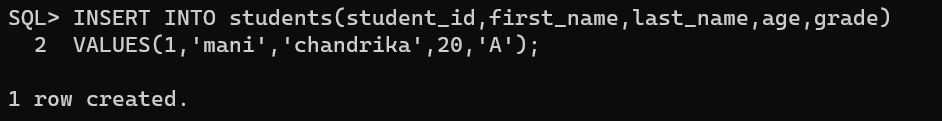 SQL> INSERT INTO students(student_id,first_name,last_name,age,grade)
  2  VALUES(1,'mani','chandrika',20,'A');
1 row created.